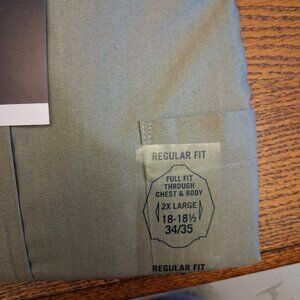 REGULAR FIT
FULL FIT
THROUGH
CHEST & BODY
2X LARGE
18-18½
34/35
REGULAR FIT